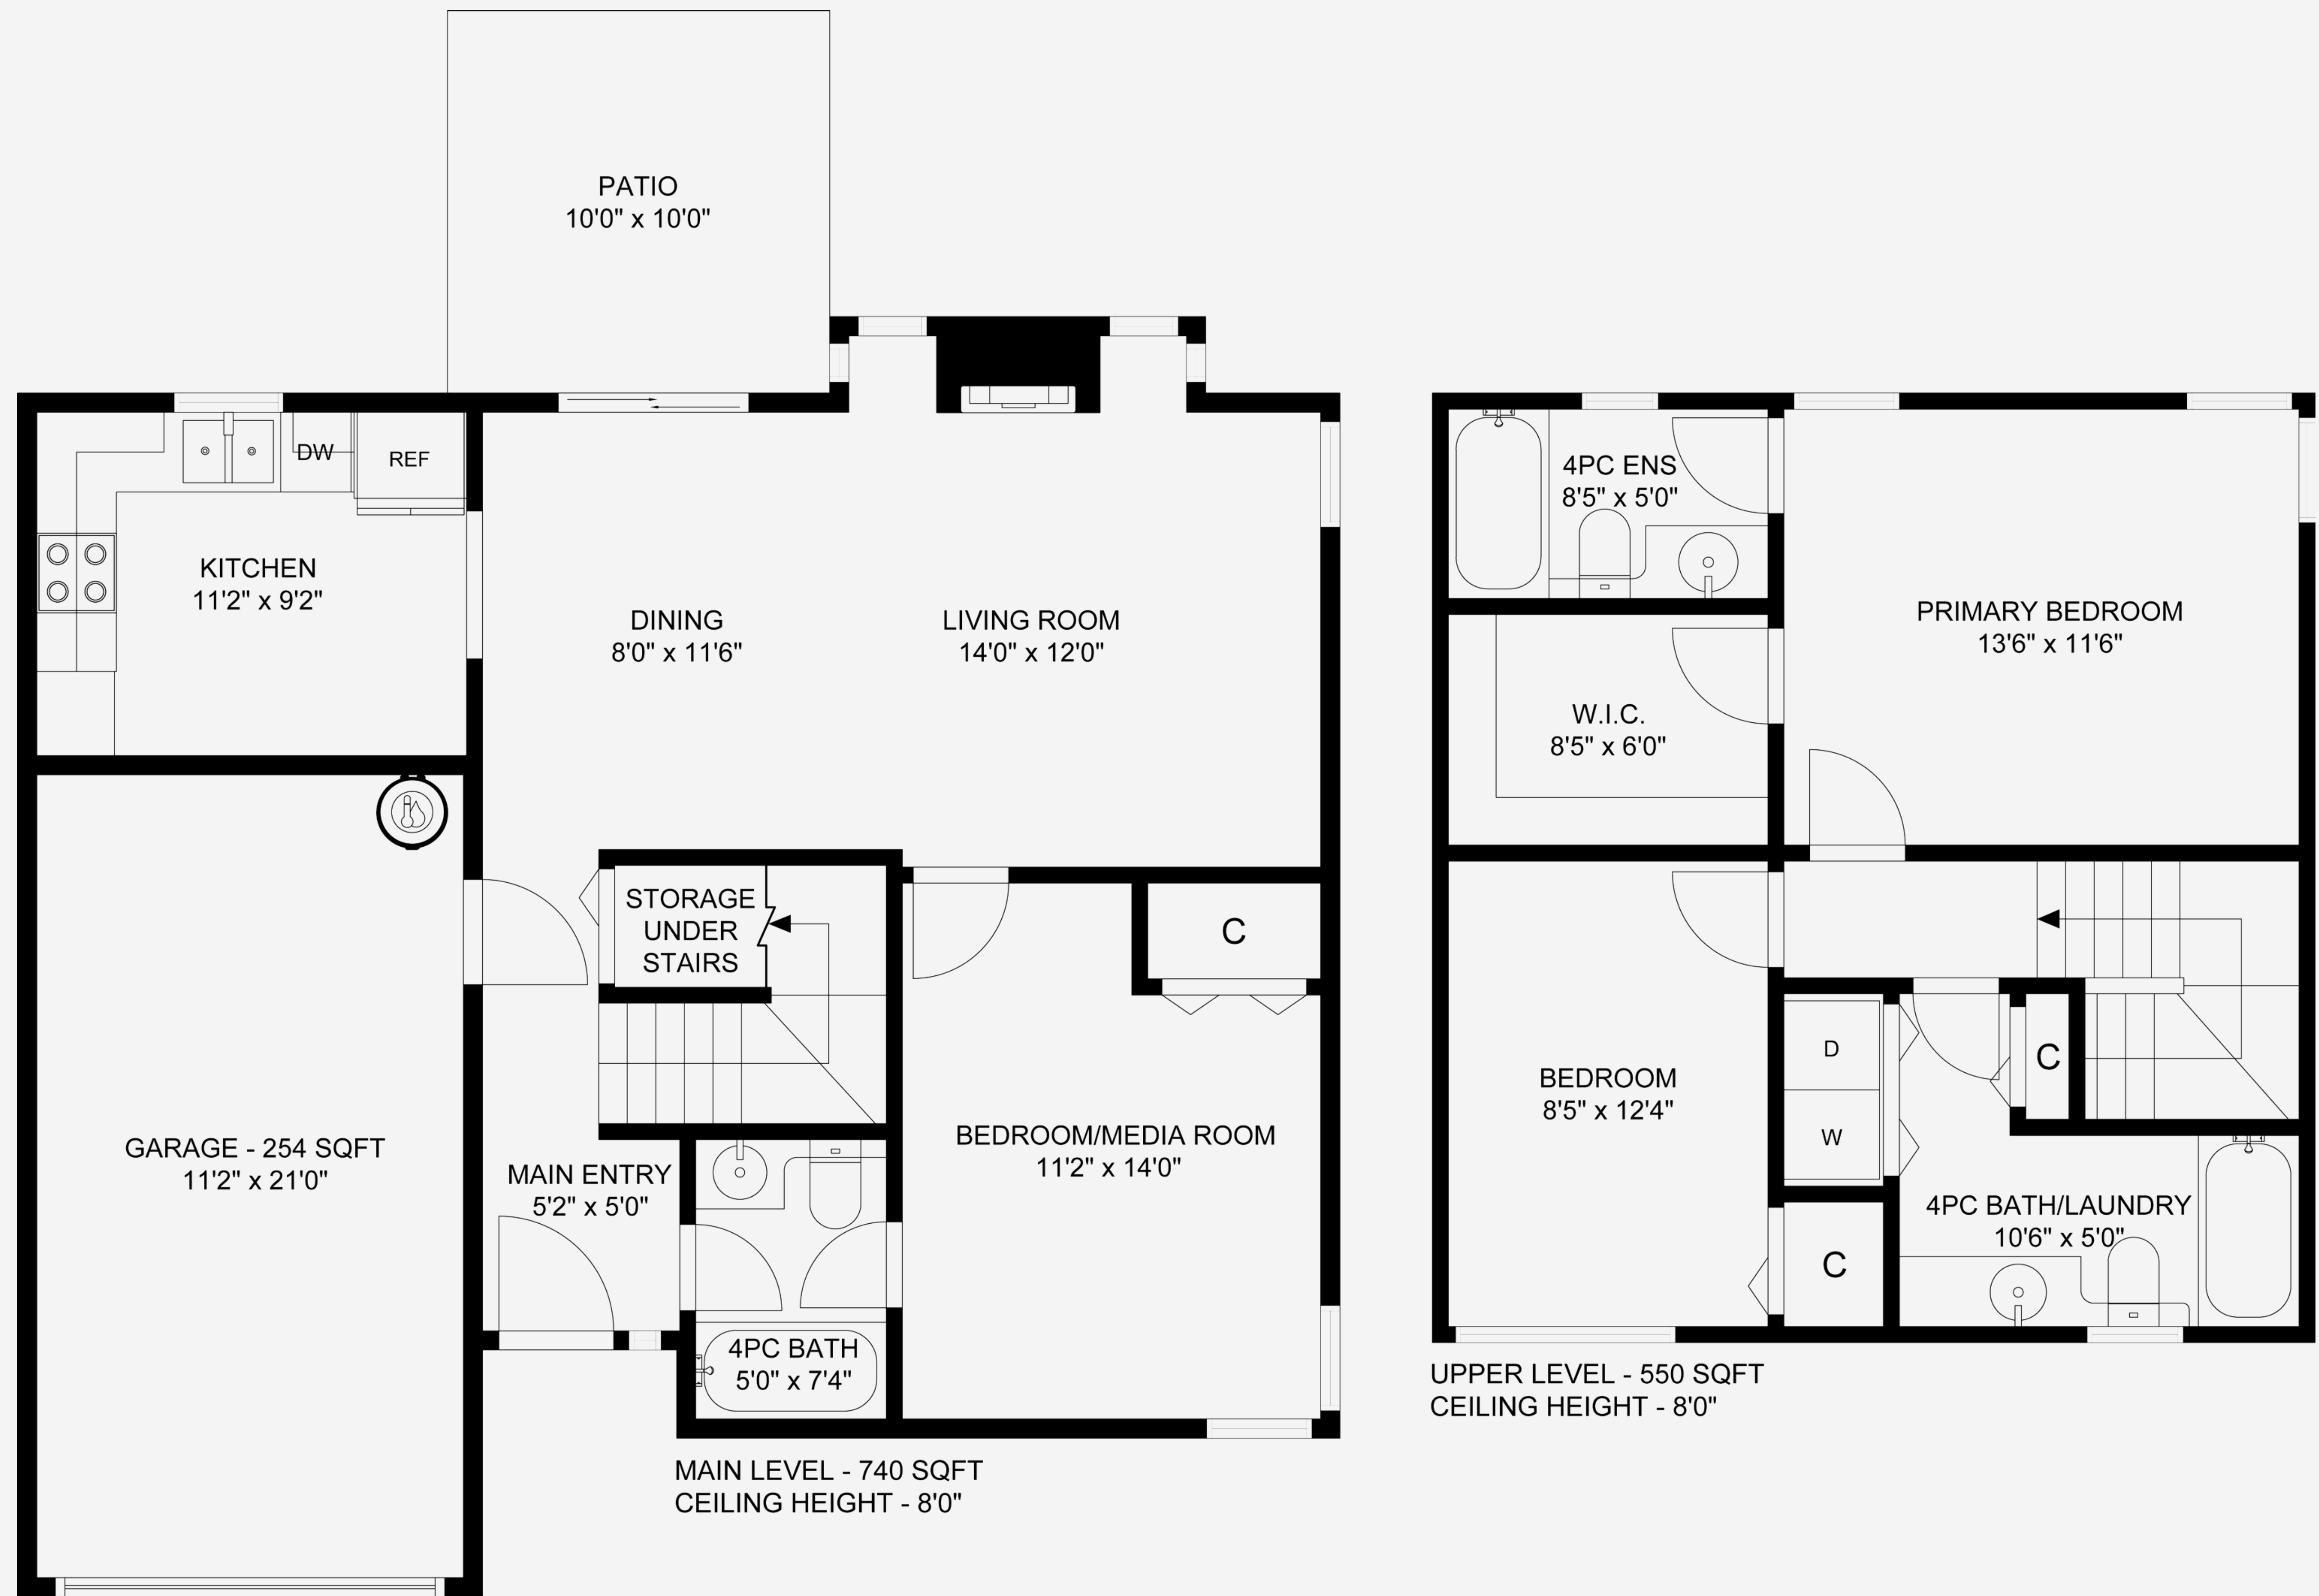 PATIO
10'0" x 10'0"
DW
REF
KITCHEN
11'2" x 9'2"
DINING
8'0" x 11'6"
LIVING ROOM
14'0" x 12'0"
STORAGE
UNDER
STAIRS
C
GARAGE - 254 SQFT
11'2" x 21'0"
MAIN ENTRY
5'2" x 5'0"
BEDROOM/MEDIA ROOM
11'2" x 14'0"
4PC BATH
5'0" x 7'4"
MAIN LEVEL - 740 SQFT
CEILING HEIGHT - 8'0"
4PC ENS
8'5" x 5'0"
PRIMARY BEDROOM
13'6" x 11'6"
W.I.C.
8'5" x 6'0"
BEDROOM
8'5" x 12'4"
D
W
C
4PC BATH/LAUNDRY
10'6" x 5'0"
C
UPPER LEVEL - 550 SQFT
CEILING HEIGHT - 8'0"